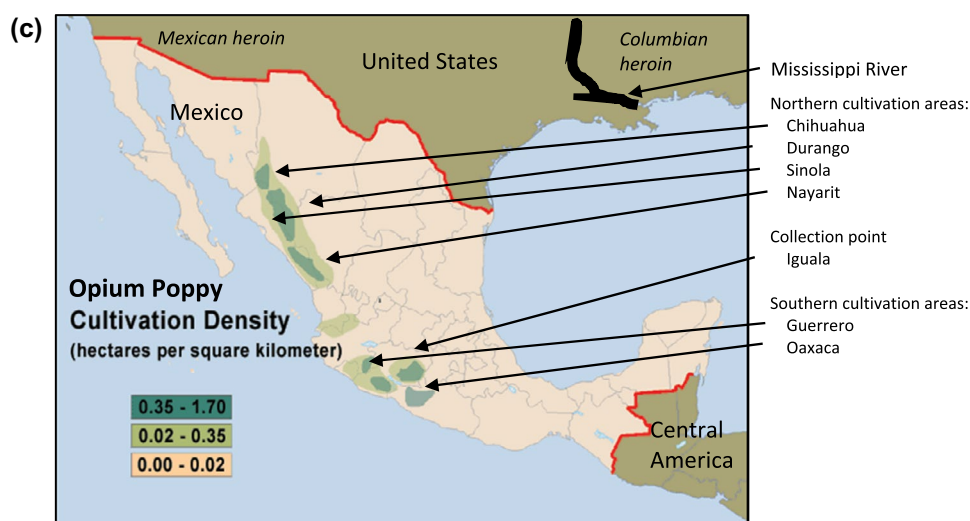 (c)
Mexican heroin
United States
Columbian
heroin
Mississippi River
Mexico
Northern cultivation areas:
Chihuahua
Durango
Sinola
Nayarit
Collection point
Iguala
Opium Poppy
Cultivation Density
(hectares per square kilometer)
Southern cultivation areas:
Guerrero
Oaxaca
0.35 - 1.70
0.02 - 0.35
0.00 - 0.02
Central
America